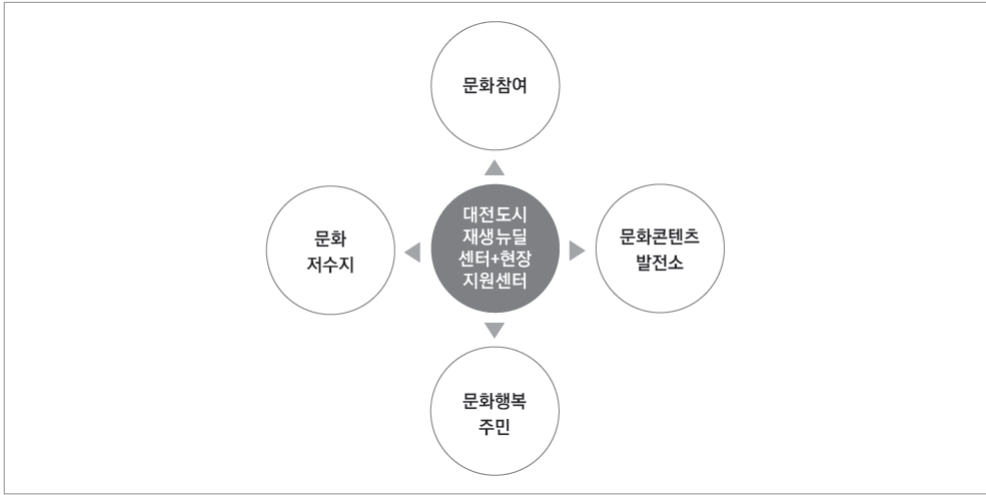 문화참여
문화
저수지
대전도시
재생뉴딜
센터+현장
지원센터
문화콘텐츠
발전소
문화행복
주민